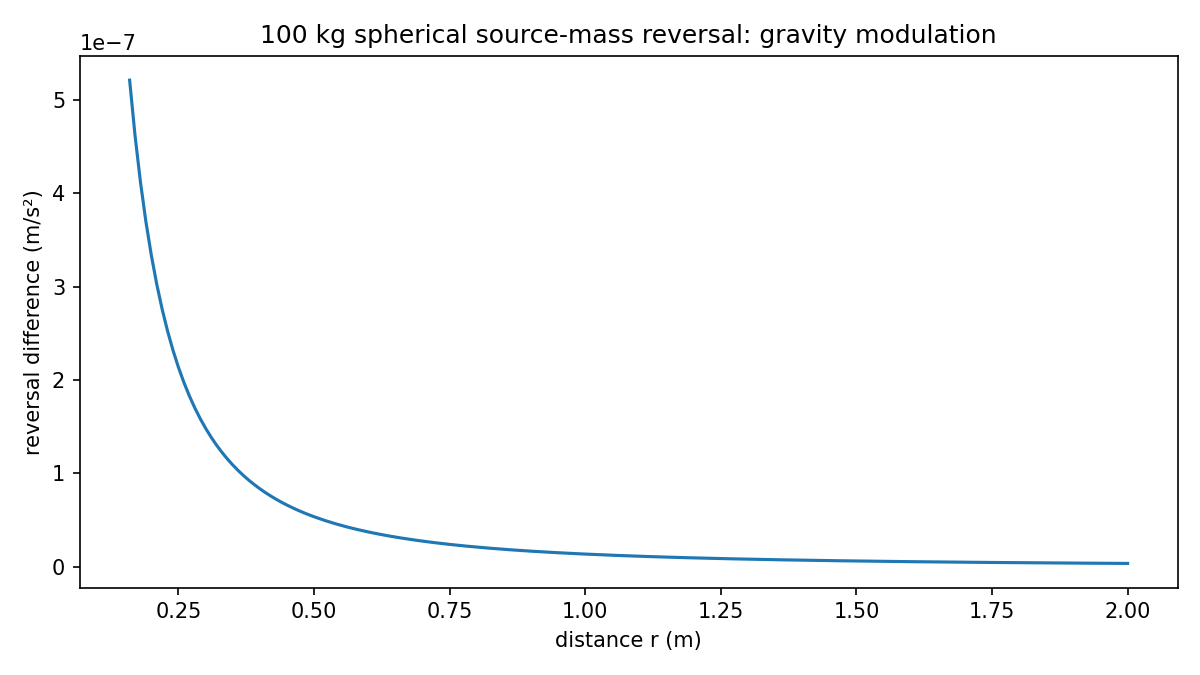 100 kg spherical source-mass reversal: gravity modulation
1e−7
5
4
3
2
1
0
reversal difference (m/s²)
0.25 0.50 0.75 1.00 1.25 1.50 1.75 2.00
distance r (m)